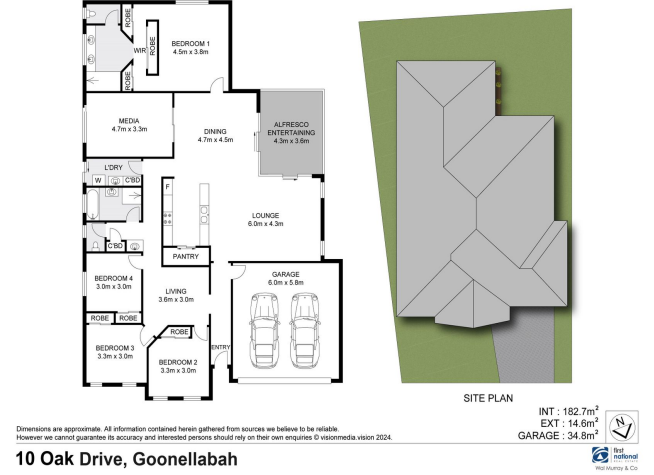 ROBE
WIR
ROBE
ROBE
BEDROOM 1
4.5m x 3.8m
MEDIA
4.7m x 3.3m
DINING
4.7m x 4.5m
ALFRESCO
ENTERTAINING
4.3m x 3.6m
L'DRY
W
C'BD
F
LOUNGE
6.0m x 4.3m
C'BD
PANTRY
GARAGE
6.0m x 5.8m
BEDROOM 4
3.0m x 3.0m
LIVING
3.6m x 3.0m
ROBE
ROBE
ROBE
BEDROOM 3
3.3m x 3.0m
BEDROOM 2
3.3m x 3.0m
ENTRY
SITE PLAN
INT : 182.7m²
EXT : 14.6m²
GARAGE : 34.8m²
N
Dimensions are approximate. All information contained herein gathered from sources we believe to be reliable.
However we cannot guarantee its accuracy and interested persons should rely on their own enquiries © visionmedia.vision 2024.
10 Oak Drive, Goonellabah
first
national
Wal Murray & Co